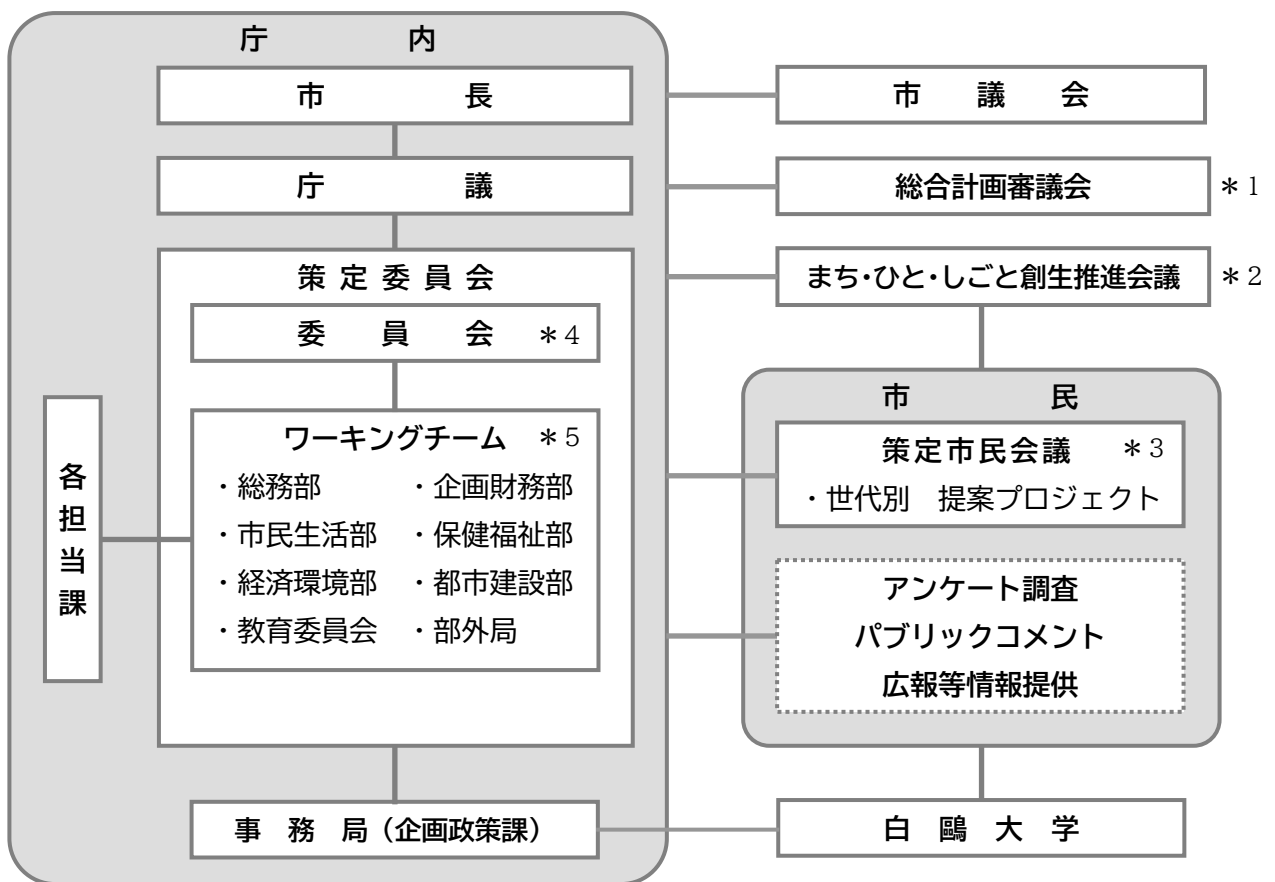 庁内
市長
庁議
策定委員会
委員会 ＊4
ワーキングチーム ＊5
・総務部 ・企画財務部
・市民生活部 ・保健福祉部
・経済環境部 ・都市建設部
・教育委員会 ・部外局
各担当課
事務局（企画政策課）
市議会
総合計画審議会 ＊1
まち・ひと・しごと創生推進会議 ＊2
市民
策定市民会議 ＊3
・世代別 提案プロジェクト
アンケート調査
パブリックコメント
広報等情報提供
白鷗大学